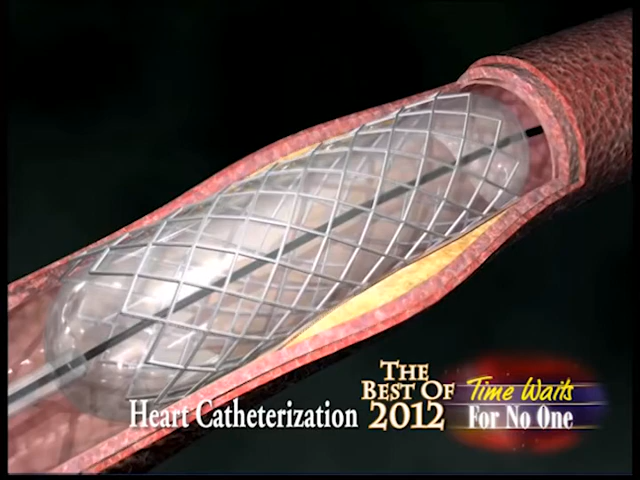 Heart Catheterization
The
Best Of
2012
Time Waits
For No One